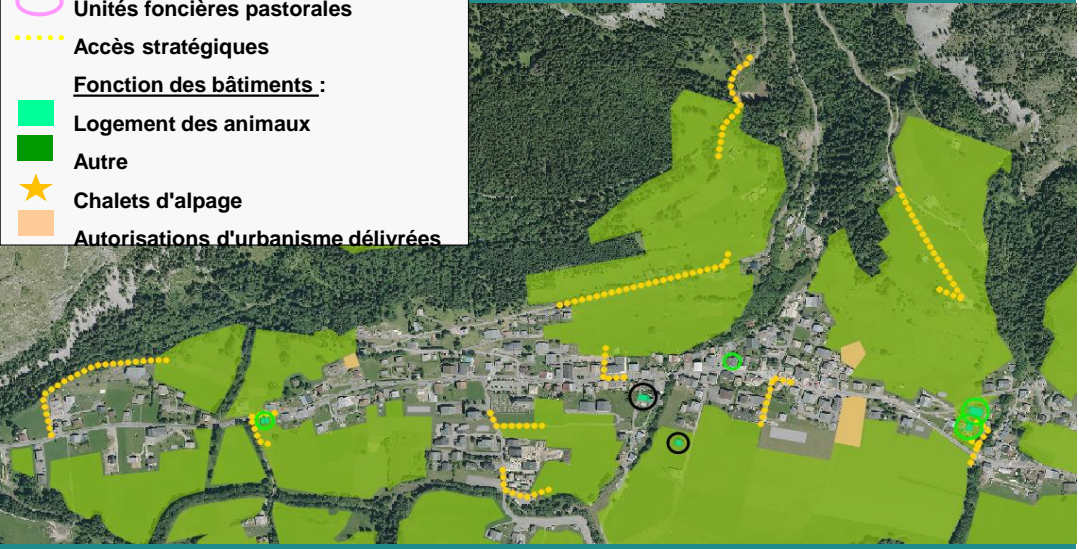 Unités foncières pastorales
Accès stratégiques
Fonction des bâtiments :
Logement des animaux
Autre
Chalets d'alpage
Autorisations d'urbanisme délivrées